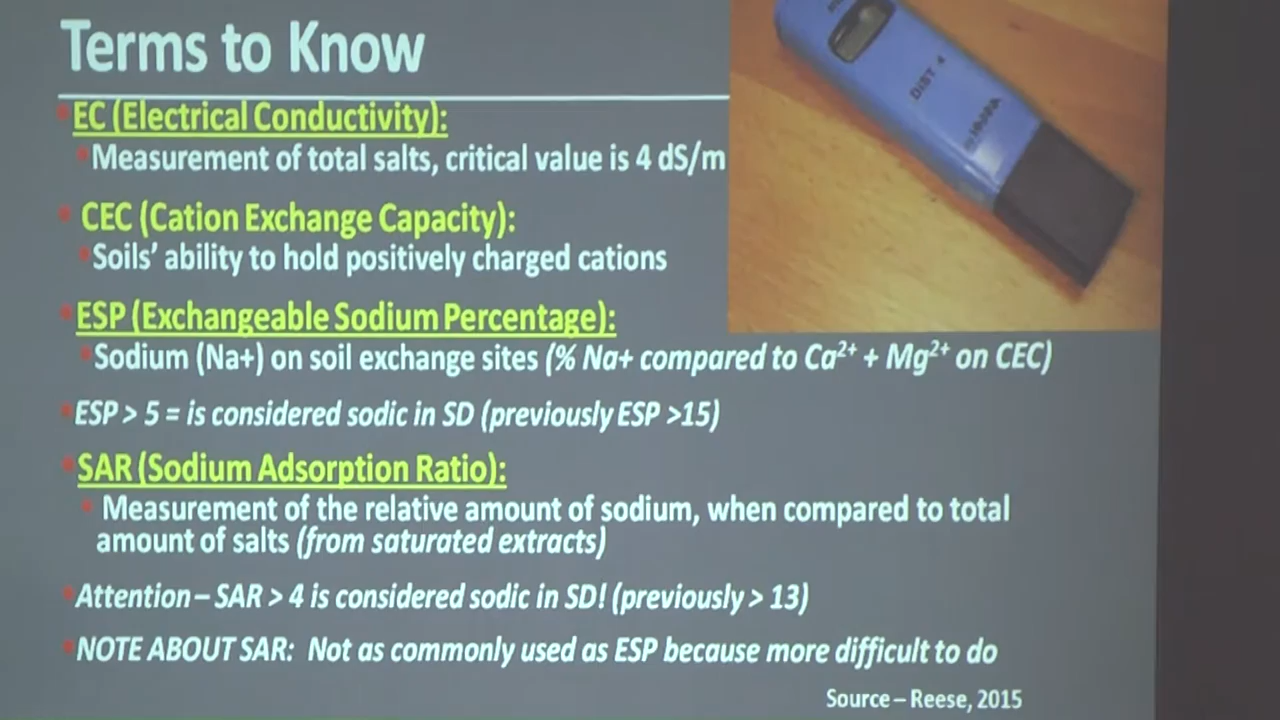 Terms to Know
EC (Electrical Conductivity):
Measurement of total salts, critical value is 4 dS/m
CEC (Cation Exchange Capacity):
Soils' ability to hold positively charged cations
ESP (Exchangeable Sodium Percentage):
Sodium (Na+) on soil exchange sites (% Na+ compared to Ca²⁺ + Mg²⁺ on CEC)
ESP > 5 = is considered sodic in SD (previously ESP >15)
SAR (Sodium Adsorption Ratio):
Measurement of the relative amount of sodium, when compared to total
amount of salts (from saturated extracts)
Attention – SAR > 4 is considered sodic in SD! (previously > 13)
NOTE ABOUT SAR: Not as commonly used as ESP because more difficult to do
Source – Reese, 2015
DiST 4
HANNA